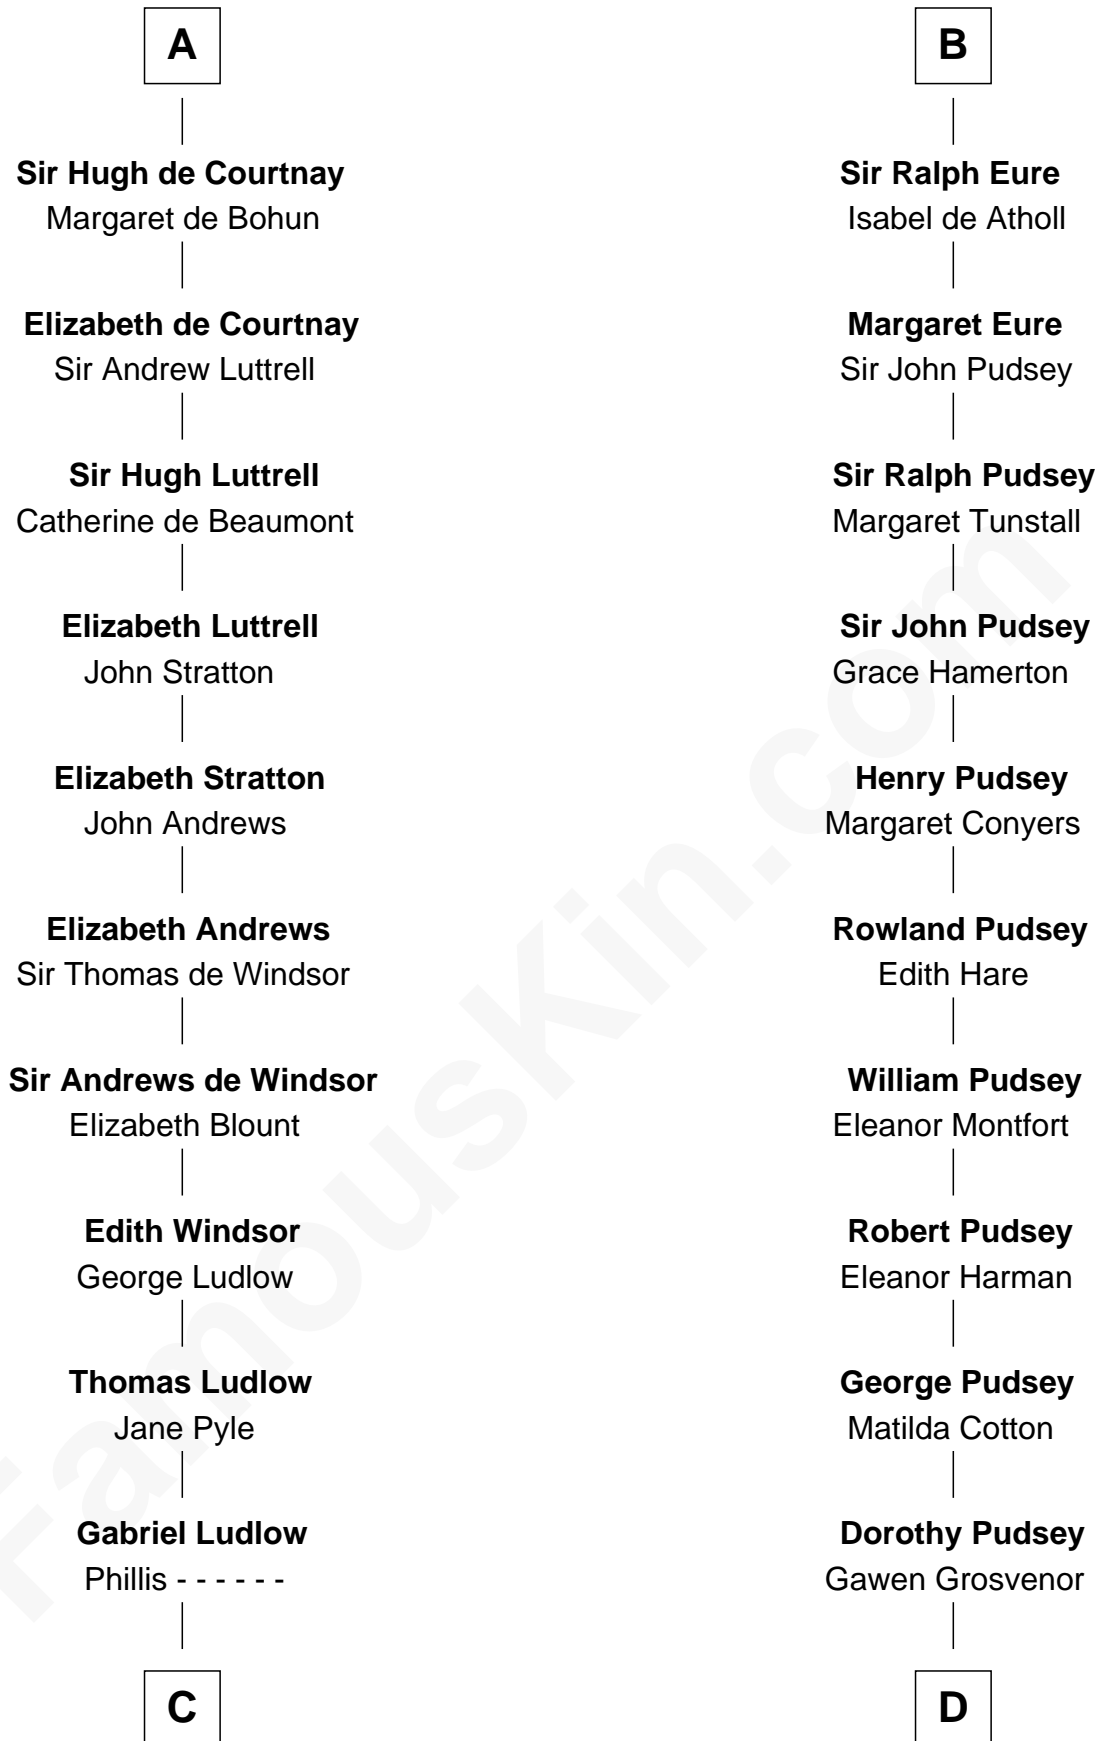 A
Sir Hugh de Courtnay
Margaret de Bohun
Elizabeth de Courtnay
Sir Andrew Luttrell
Sir Hugh Luttrell
Catherine de Beaumont
Elizabeth Luttrell
John Stratton
Elizabeth Stratton
John Andrews
Elizabeth Andrews
Sir Thomas de Windsor
Sir Andrews de Windsor
Elizabeth Blount
Edith Windsor
George Ludlow
Thomas Ludlow
Jane Pyle
Gabriel Ludlow
Phillis - - - - - -
C
B
Sir Ralph Eure
Isabel de Atholl
Margaret Eure
Sir John Pudsey
Sir Ralph Pudsey
Margaret Tunstall
Sir John Pudsey
Grace Hamerton
Henry Pudsey
Margaret Conyers
Rowland Pudsey
Edith Hare
William Pudsey
Eleanor Montfort
Robert Pudsey
Eleanor Harman
George Pudsey
Matilda Cotton
Dorothy Pudsey
Gawen Grosvenor
D
FamousKin.com